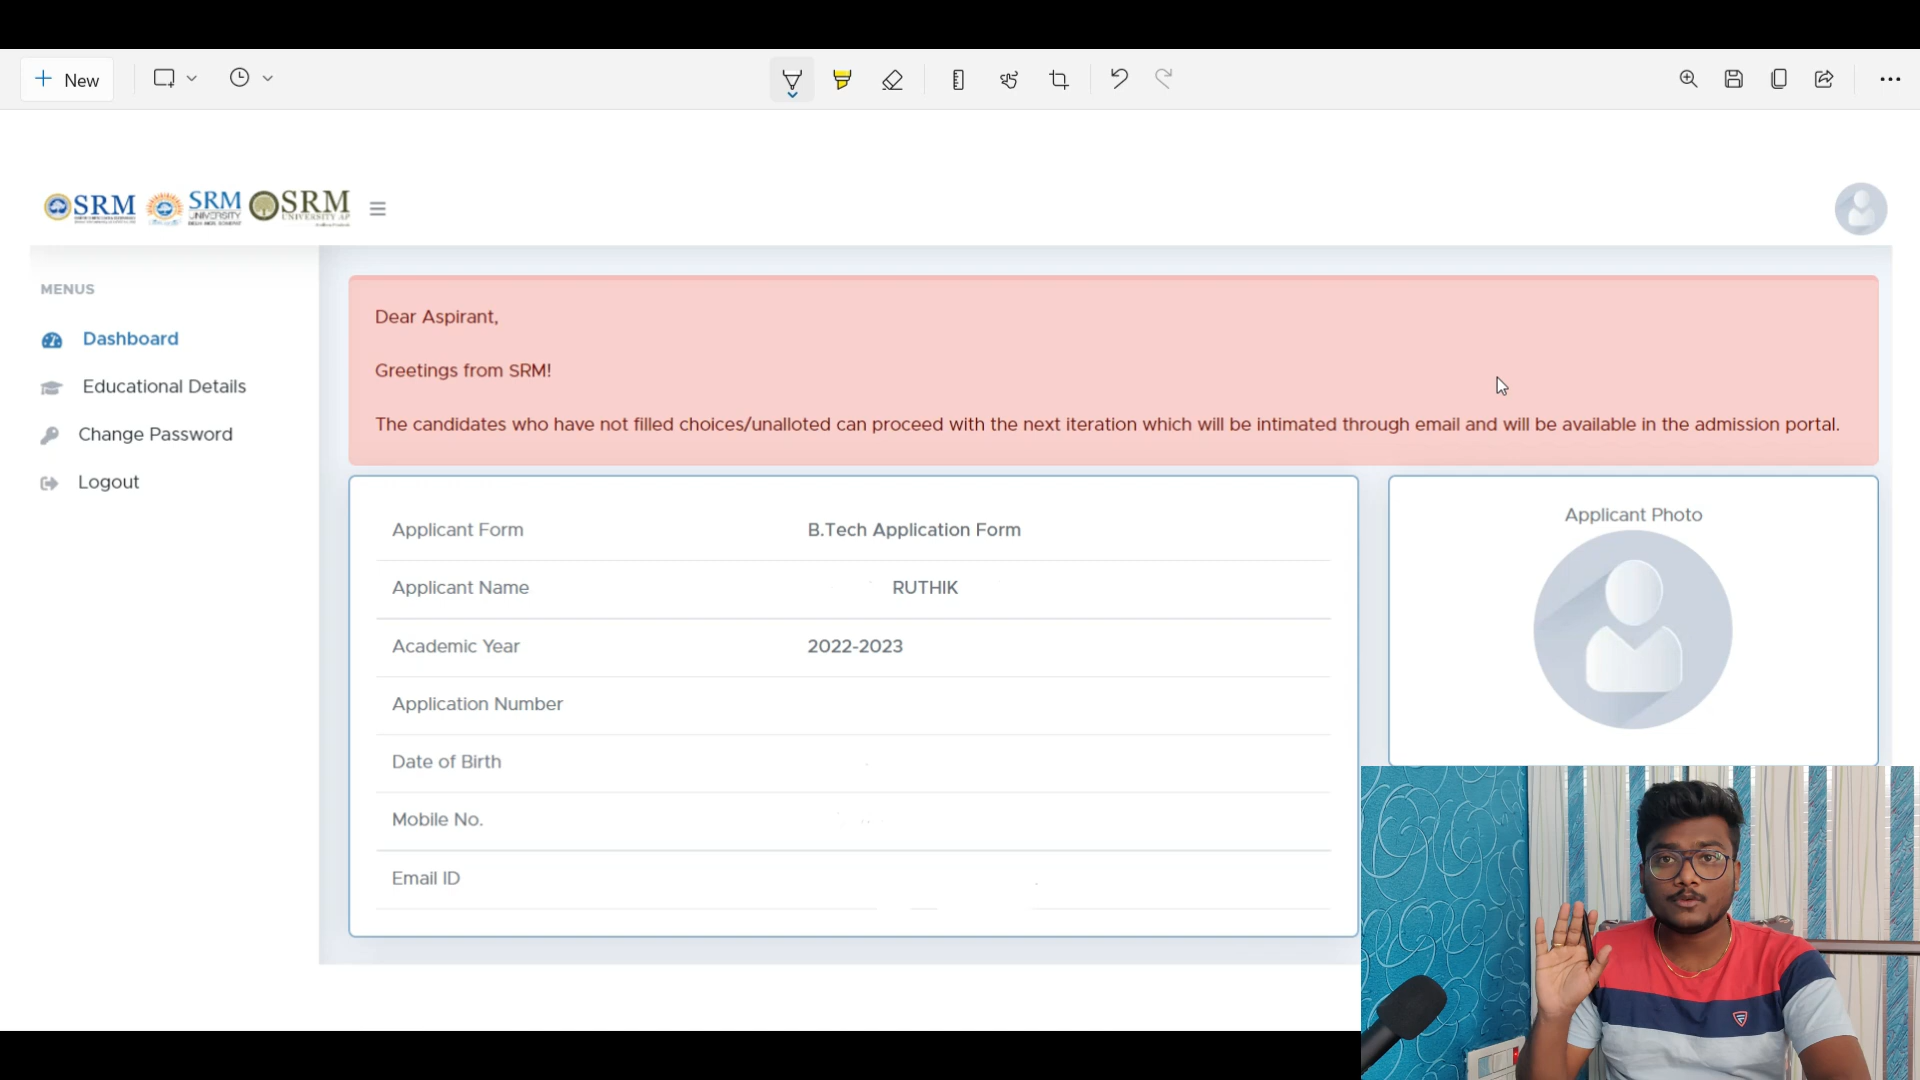 New
SRM SRM SRM
UNIVERSITY UNIVERSITY AP
MENUS
Dashboard
Educational Details
Change Password
Logout
Dear Aspirant,
Greetings from SRM!
The candidates who have not filled choices/unalloted can proceed with the next iteration which will be intimated through email and will be available in the admission portal.
Applicant Form B.Tech Application Form
Applicant Name RUTHIK
Academic Year 2022-2023
Application Number
Date of Birth
Mobile No.
Email ID
Applicant Photo